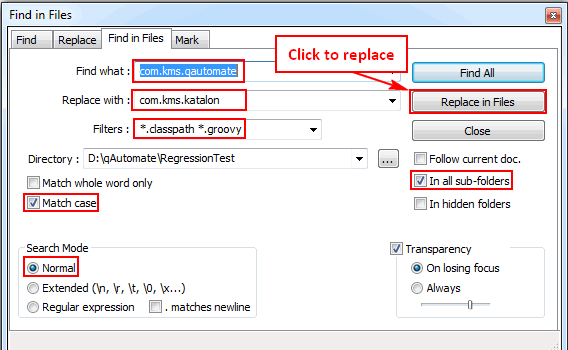 Find in Files
Find Replace Find in Files Mark
Click to replace
Find what : com.kms.qautomate Find All
Replace with : com.kms.katalon Replace in Files
Filters : *.classpath *.groovy Close
Directory : D:\qAutomate\RegressionTest ... Follow current doc.
Match whole word only In all sub-folders
Match case In hidden folders
Search Mode Transparency
Normal On losing focus
Extended (\n, \r, \t, \0, \x...) Always
Regular expression . matches newline